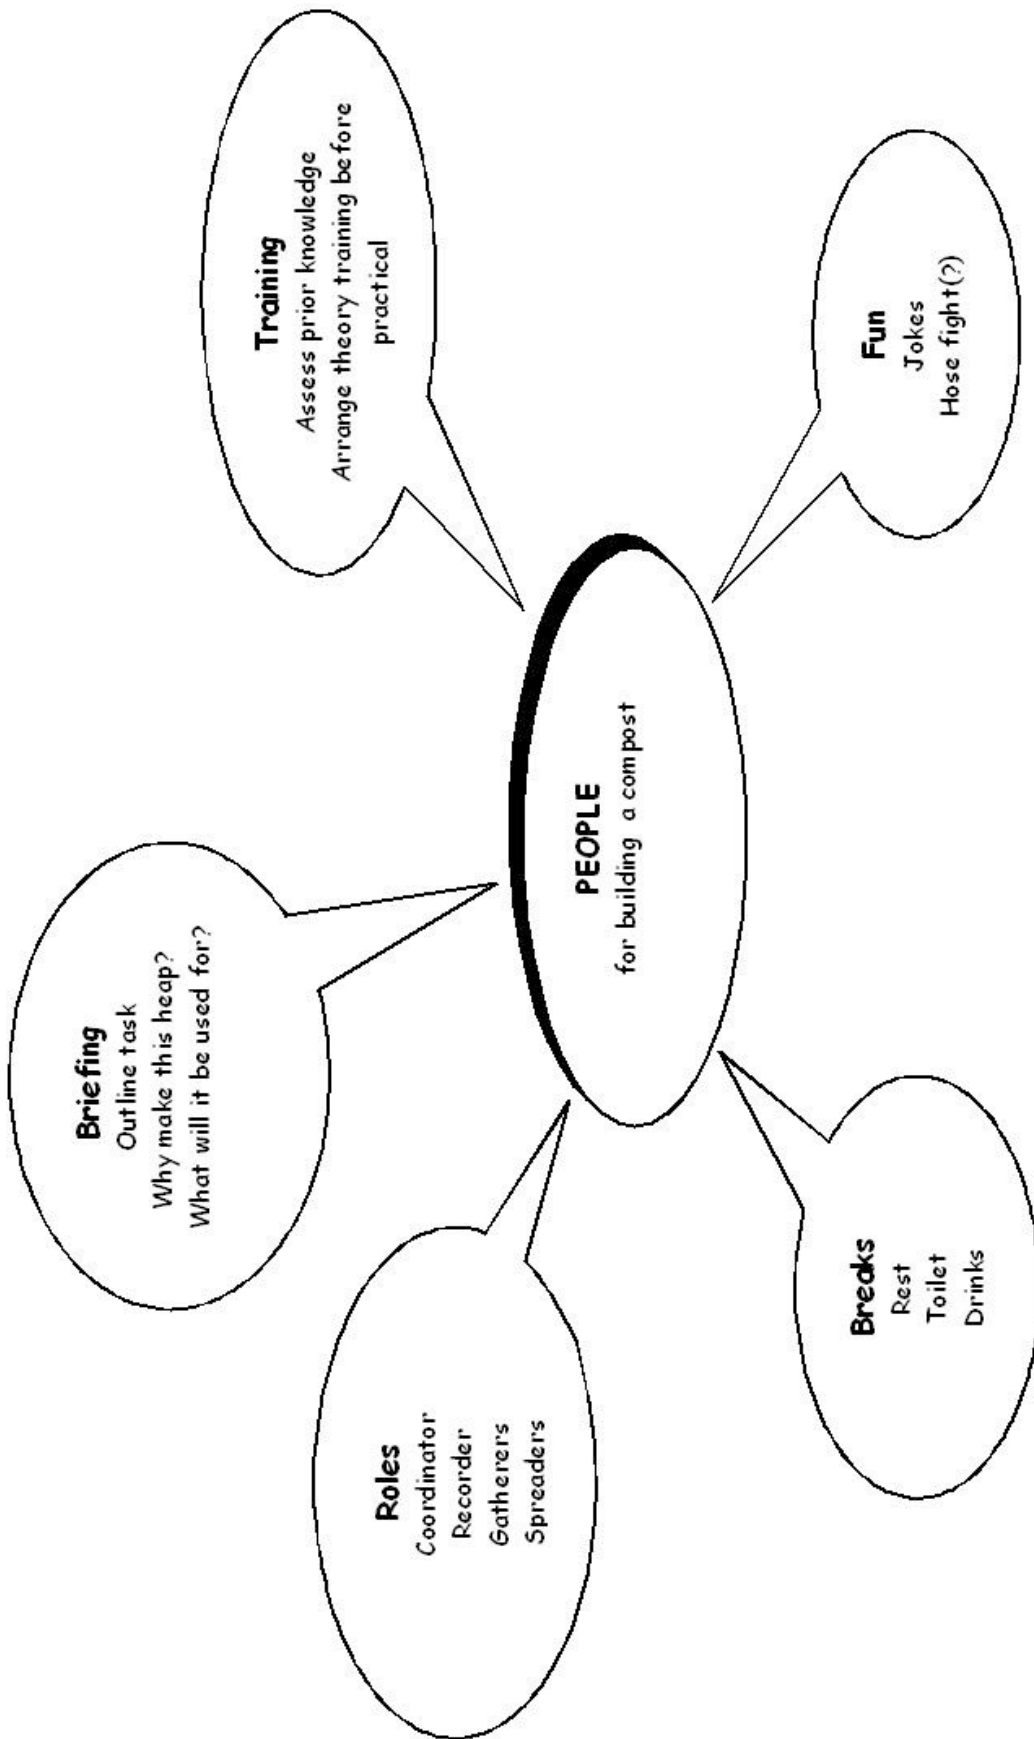 Briefing
Outline task
Why make this heap?
What will it be used for?
Roles
Coordinator
Recorder
Gatherers
Spreaders
Training
Assess prior knowledge
Arrange theory training before
practical
PEOPLE
for building a compost
Breaks
Rest
Toilet
Drinks
Fun
Jokes
Hose fight(?)